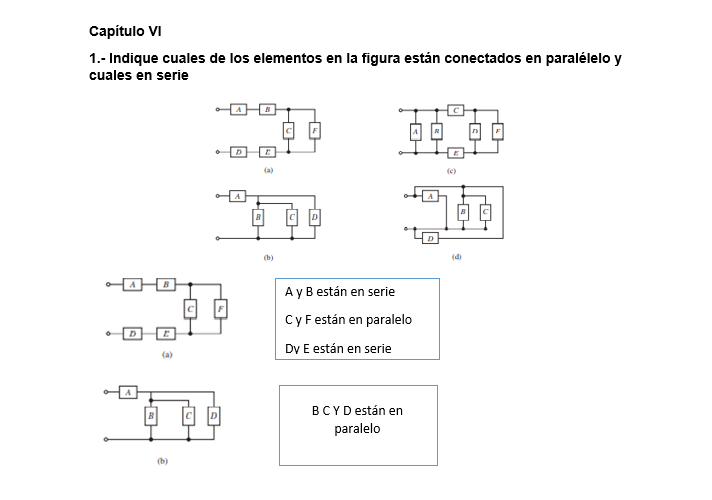 Capítulo VI
1.- Indique cuales de los elementos en la figura están conectados en paralélelo y
cuales en serie
A B
C F
D E
(a)
C
A B D F
E
(c)
A
B C D
(b)
A
B C
D
(d)
A B
C F
D E
(a)
A y B están en serie
C y F están en paralelo
Dy E están en serie
A
B C D
(b)
B C Y D están en
paralelo